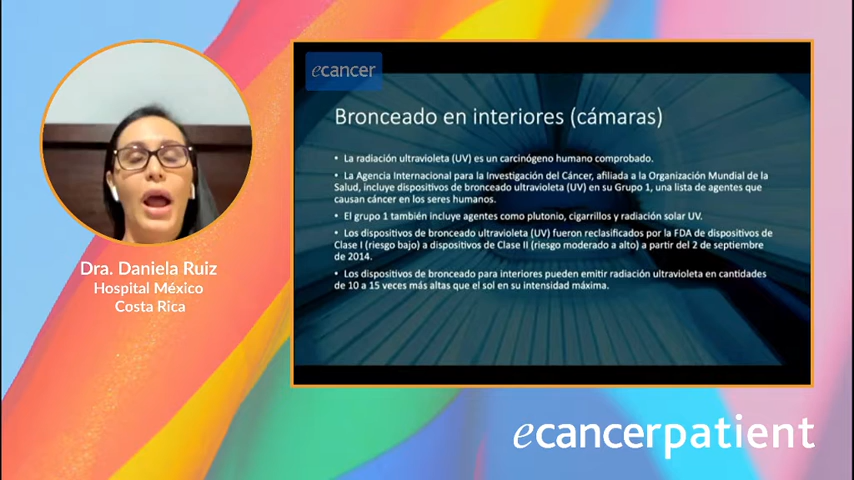 ecancer
Bronceado en interiores (cámaras)
• La radiación ultravioleta (UV) es un carcinógeno humano comprobado.
• La Agencia Internacional para la Investigación del Cáncer, afiliada a la Organización Mundial de la
Salud, incluye dispositivos de bronceado ultravioleta (UV) en su Grupo 1, una lista de agentes que
causan cáncer en los seres humanos.
• El grupo 1 también incluye agentes como plutonio, cigarrillos y radiación solar UV.
• Los dispositivos de bronceado ultravioleta (UV) fueron reclasificados por la FDA de dispositivos de
Clase I (riesgo bajo) a dispositivos de Clase II (riesgo moderado a alto) a partir del 2 de septiembre
de 2014.
• Los dispositivos de bronceado para interiores pueden emitir radiación ultravioleta en cantidades
de 10 a 15 veces más altas que el sol en su intensidad máxima.
Dra. Daniela Ruiz
Hospital México
Costa Rica
ecancerpatient